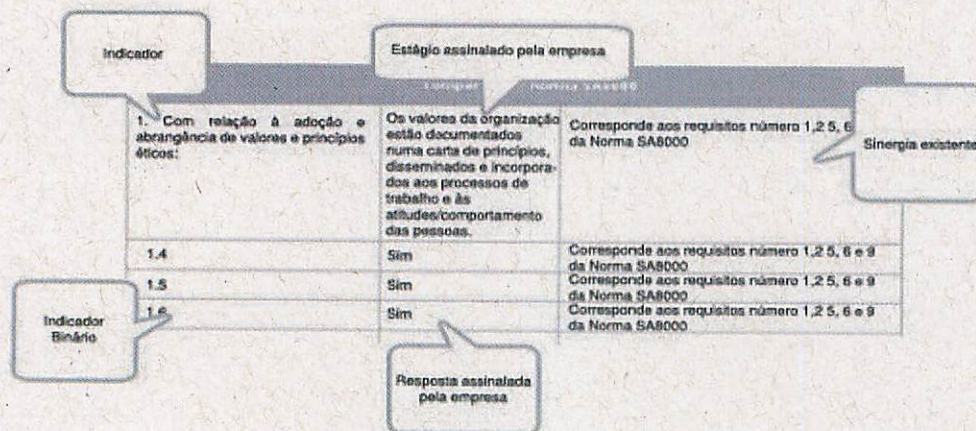 Indicador
Estágio assinalado pela empresa
Norma SA8000
1. Com relação à adoção e
abrangência de valores e princípios
éticos:
Os valores da organização
estão documentados
numa carta de princípios,
disseminados e incorpora-
dos aos processos de
trabalho e às
atitudes/comportamento
das pessoas.
Corresponde aos requisitos número 1,2 5, 6
da Norma SA8000
Sinergia existente
1.4
Sim
Corresponde aos requisitos número 1,2 5, 6 e 9
da Norma SA8000
1.5
Sim
Corresponde aos requisitos número 1,2 5, 6 e 9
da Norma SA8000
1.6
Sim
Corresponde aos requisitos número 1,2 5, 6 e 9
da Norma SA8000
Indicador
Binário
Resposta assinalada
pela empresa